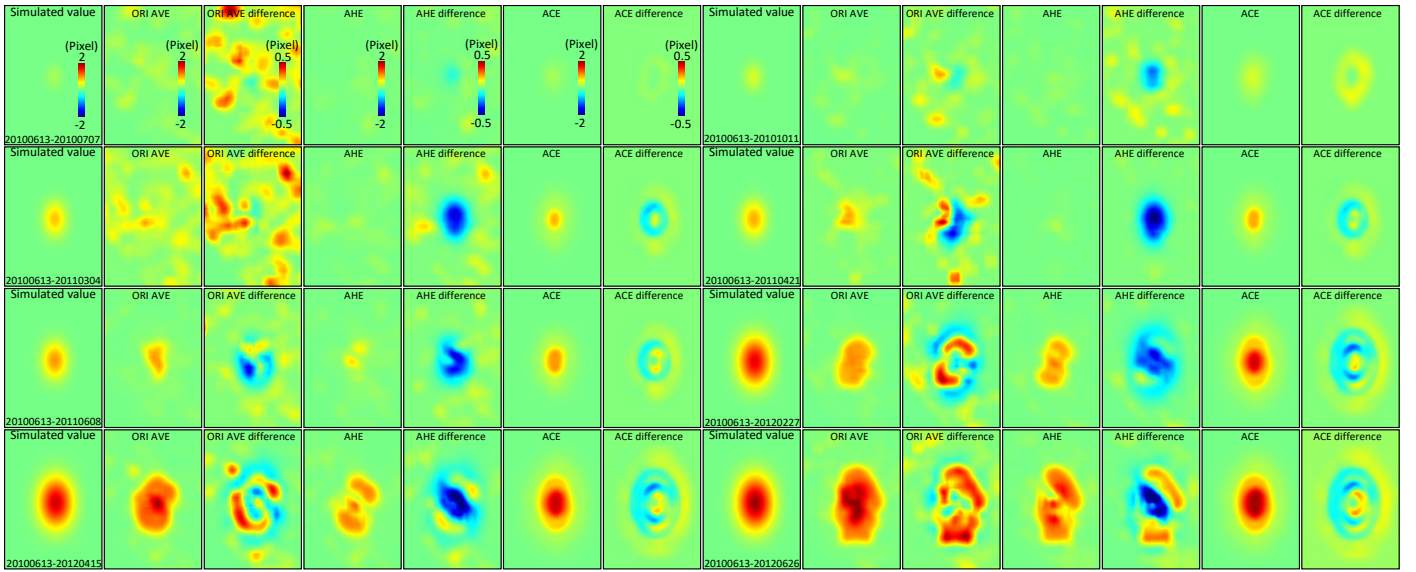 Simulated value ORI AVE ORI AVE difference AHE AHE difference ACE ACE difference Simulated value ORI AVE ORI AVE difference AHE AHE difference ACE ACE difference
(Pixel) (Pixel) (Pixel) (Pixel) (Pixel) (Pixel) (Pixel)
2 2 0.5 2 0.5 2 0.5
-2 -2 -0.5 -2 -0.5 -2 -0.5
20100613-20100707 20100613-20101011
Simulated value ORI AVE ORI AVE difference AHE AHE difference ACE ACE difference Simulated value ORI AVE ORI AVE difference AHE AHE difference ACE ACE difference
20100613-20110304 20100613-20110421
Simulated value ORI AVE ORI AVE difference AHE AHE difference ACE ACE difference Simulated value ORI AVE ORI AVE difference AHE AHE difference ACE ACE difference
20100613-20110608 20100613-20120227
Simulated value ORI AVE ORI AVE difference AHE AHE difference ACE ACE difference Simulated value ORI AVE ORI AVE difference AHE AHE difference ACE ACE difference
20100613-20120415 20100613-20120626